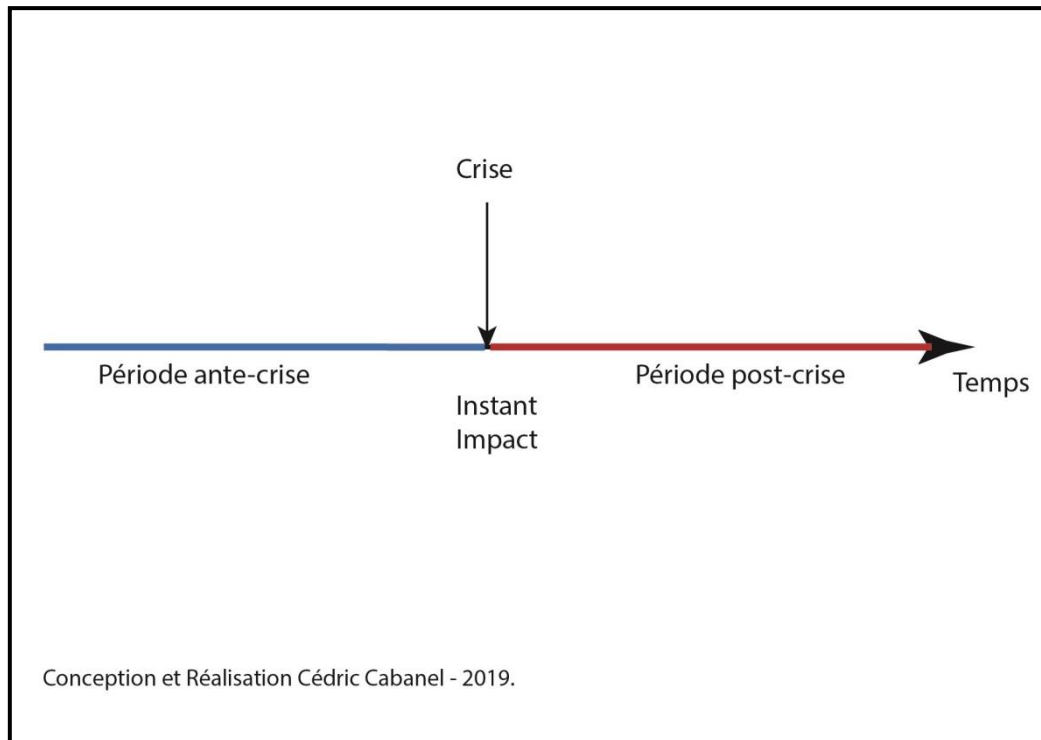 Crise
Période ante-crise
Période post-crise
Temps
Instant
Impact
Conception et Réalisation Cédric Cabanel - 2019.